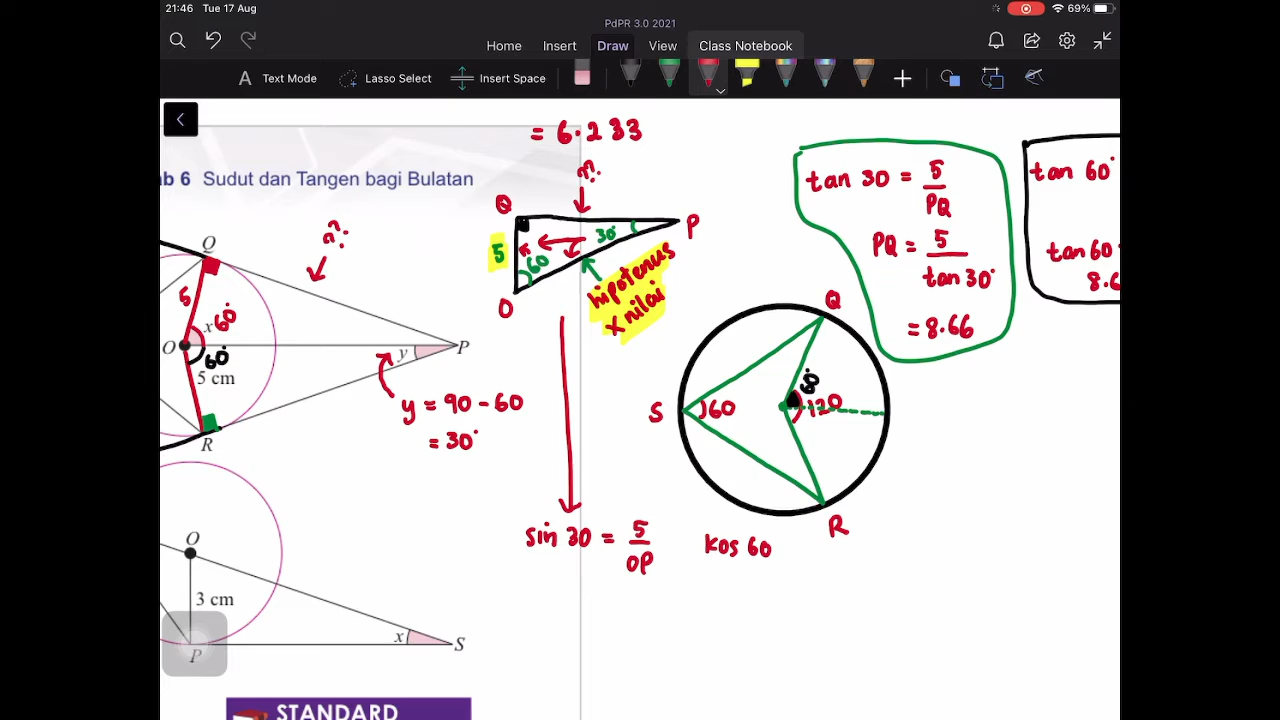 21:46 Tue 17 Aug
69%
PdPR 3.0 2021
Home Insert Draw View Class Notebook
A Text Mode Lasso Select Insert Space
= 6.283
ab 6 Sudut dan Tangen bagi Bulatan
??
Q
P
5
60
30°
O
hipotenus
x nilai
tan 30 = 5/PQ
PQ = 5/tan 30°
= 8.66
tan 60°
tan 60°
8.6
Q
??
5
x 60°
O
60°
5 cm
y
P
R
y = 90 - 60
= 30°
Q
S
60
60°
120
R
sin 30 = 5/OP
kos 60
O
3 cm
x
S
P
STANDARD